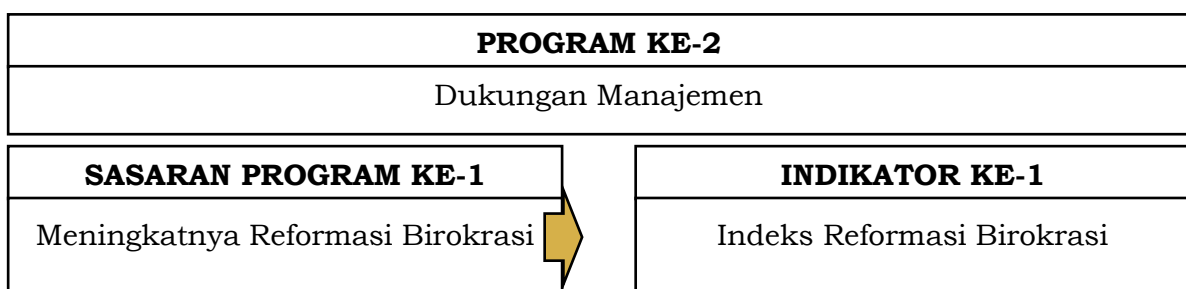 PROGRAM KE-2
Dukungan Manajemen
SASARAN PROGRAM KE-1
Meningkatnya Reformasi Birokrasi
INDIKATOR KE-1
Indeks Reformasi Birokrasi